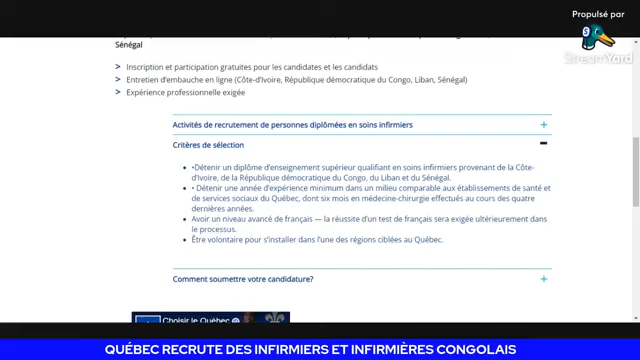 Propulsé par
StreamYard
Sénégal
> Inscription et participation gratuites pour les candidates et les candidats
> Entretien d'embauche en ligne (Côte-d'Ivoire, République démocratique du Congo, Liban, Sénégal)
> Expérience professionnelle exigée
Activités de recrutement de personnes diplômées en soins infirmiers +
Critères de sélection
• •Détenir un diplôme d'enseignement supérieur qualifiant en soins infirmiers provenant de la Côte-
d'Ivoire, de la République démocratique du Congo, du Liban et du Sénégal.
• • Détenir une année d'expérience minimum dans un milieu comparable aux établissements de santé et
de services sociaux du Québec, dont six mois en médecine-chirurgie effectués au cours des quatre
dernières années.
• Avoir un niveau avancé de français — la réussite d'un test de français sera exigée ultérieurement dans
le processus.
• Être volontaire pour s'installer dans l'une des régions ciblées au Québec.
Comment soumettre votre candidature? +
Choisir le Québec
QUÉBEC RECRUTE DES INFIRMIERS ET INFIRMIÈRES CONGOLAIS